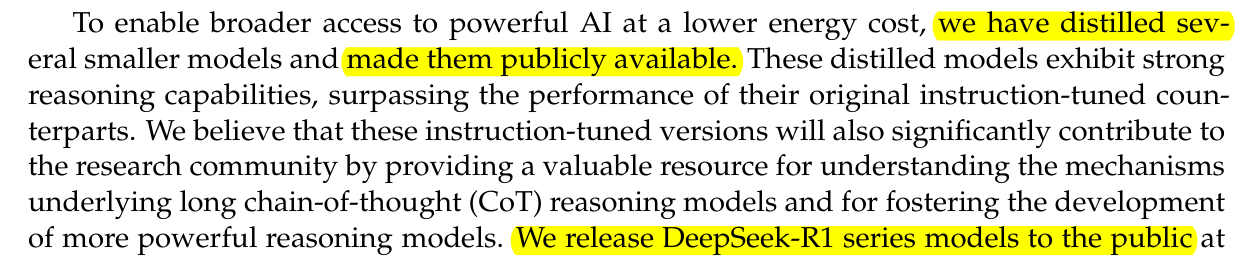 To enable broader access to powerful AI at a lower energy cost, we have distilled sev-
eral smaller models and made them publicly available. These distilled models exhibit strong
reasoning capabilities, surpassing the performance of their original instruction-tuned coun-
terparts. We believe that these instruction-tuned versions will also significantly contribute to
the research community by providing a valuable resource for understanding the mechanisms
underlying long chain-of-thought (CoT) reasoning models and for fostering the development
of more powerful reasoning models. We release DeepSeek-R1 series models to the public at